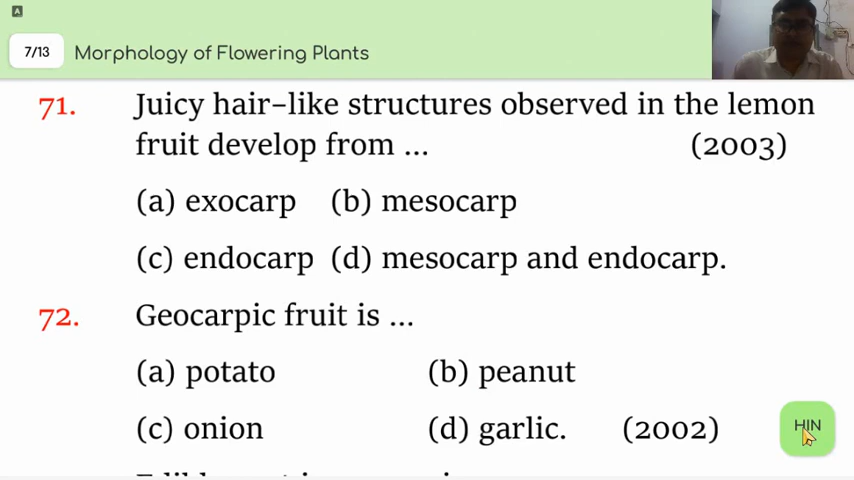 A
7/13 Morphology of Flowering Plants
71. Juicy hair-like structures observed in the lemon
fruit develop from ... (2003)
(a) exocarp (b) mesocarp
(c) endocarp (d) mesocarp and endocarp.
72. Geocarpic fruit is ...
(a) potato (b) peanut
(c) onion (d) garlic. (2002)
HIN